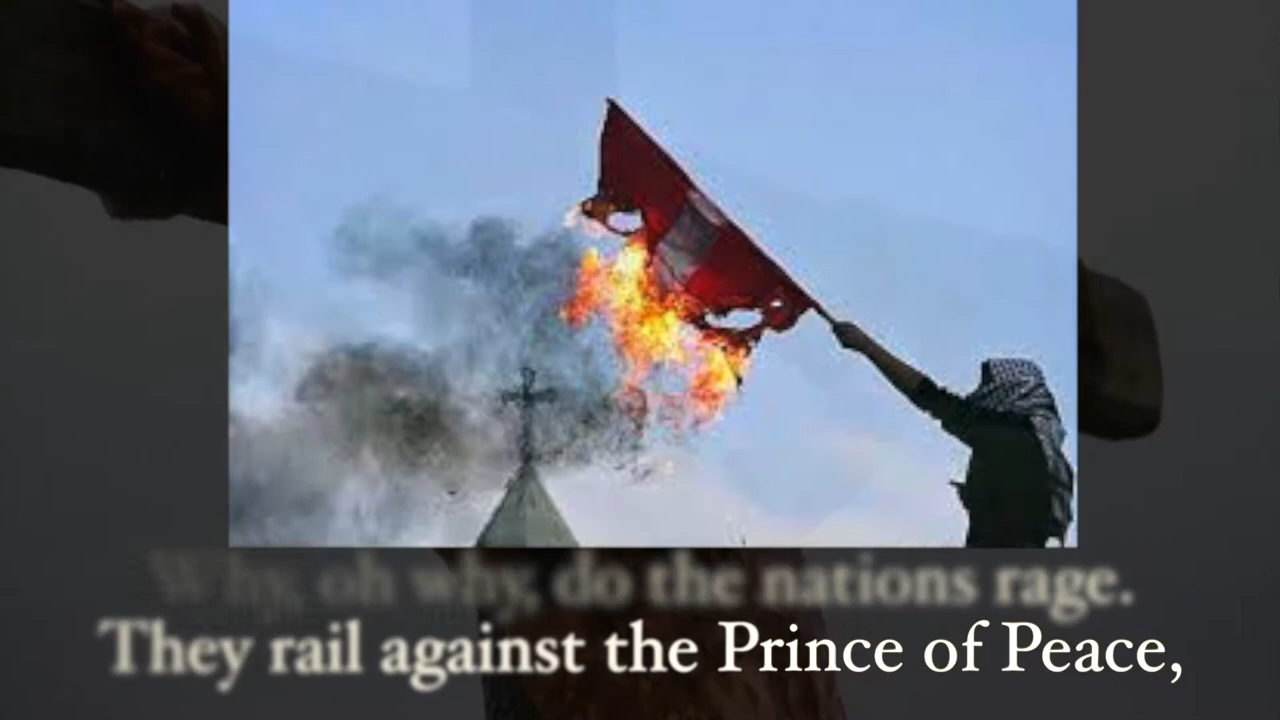 Why, oh why, do the nations rage.
They rail against the Prince of Peace,